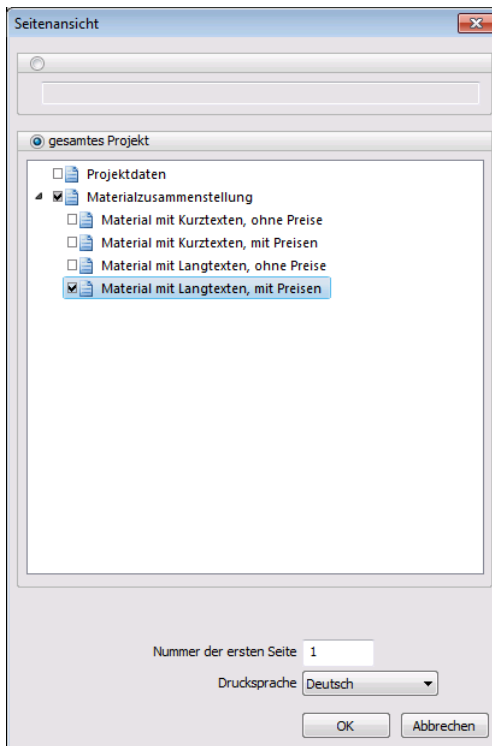 Seitenansicht
gesamtes Projekt
Projektdaten
Materialzusammenstellung
Material mit Kurztexten, ohne Preise
Material mit Kurztexten, mit Preisen
Material mit Langtexten, ohne Preise
Material mit Langtexten, mit Preisen
Nummer der ersten Seite 1
Drucksprache Deutsch
OK Abbrechen